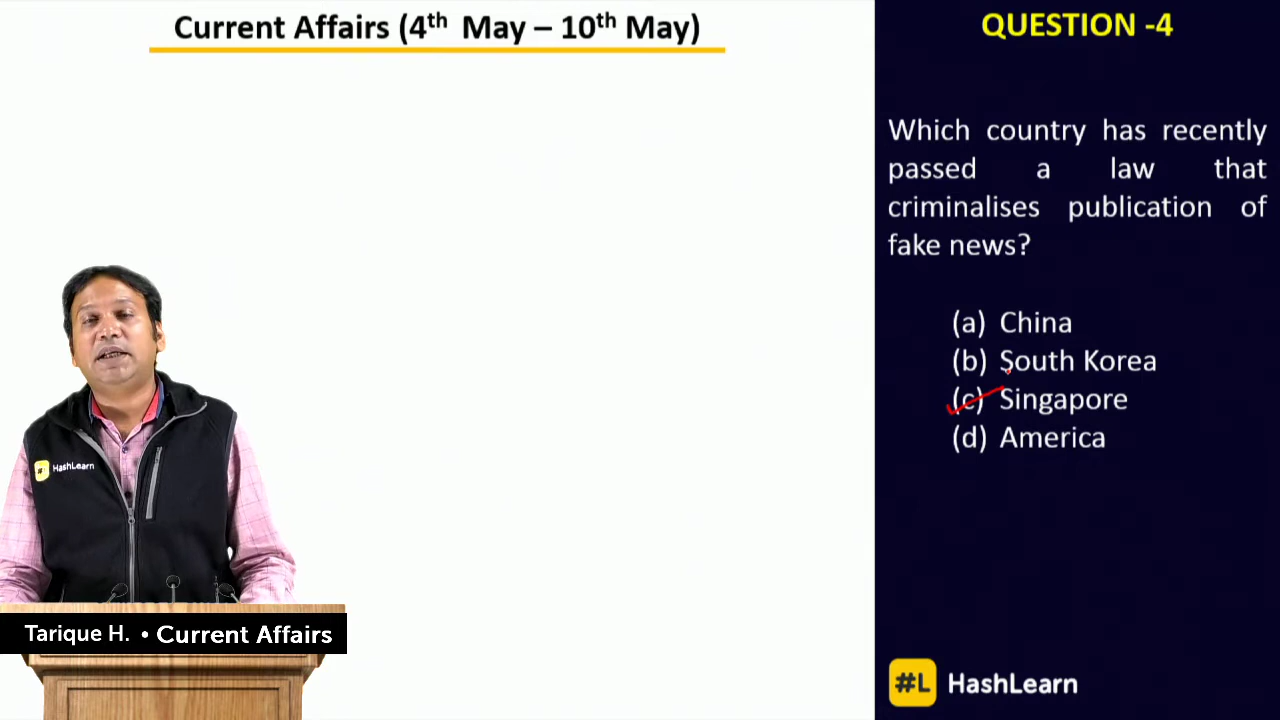 Current Affairs (4th May – 10th May)
QUESTION -4
Which country has recently
passed a law that
criminalises publication of
fake news?
(a) China
(b) South Korea
(c) Singapore
(d) America
#L HashLearn
# HashLearn
Tarique H. • Current Affairs